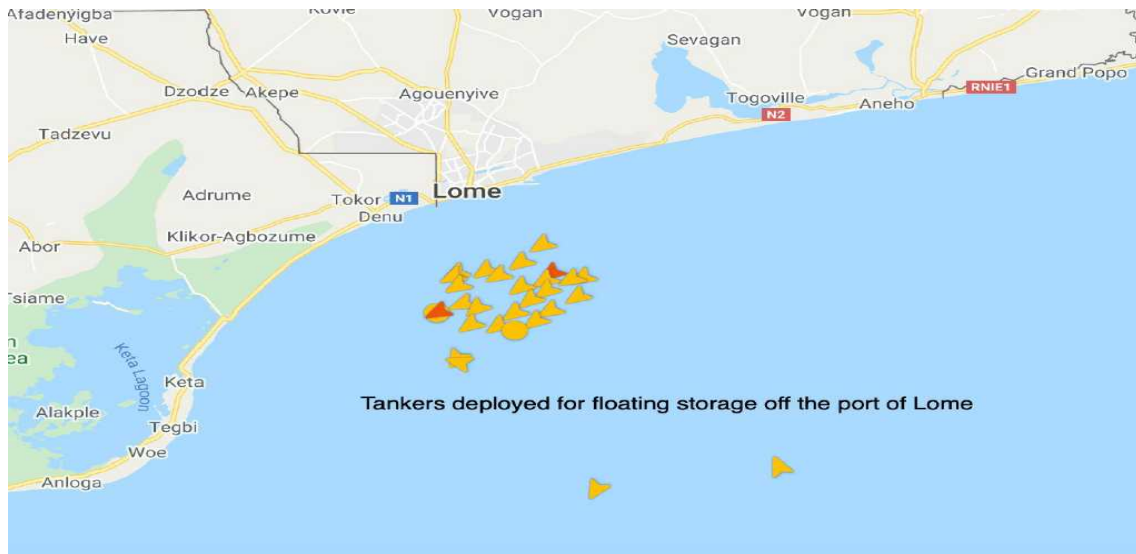 Afadenyigba
Kovie
Vogan
Vogan
Have
Sevagan
Grand Popo
Dzodze
Akepe
Agouenyive
Togoville
Aneho
RNIE1
N2
Tadzevu
Adrume
Tokor
N1
Lome
Denu
Abor
Klikor-Agbozume
Tsiame
Keta Lagoon
Keta
Alakple
Tankers deployed for floating storage off the port of Lome
Tegbi
Woe
Anloga